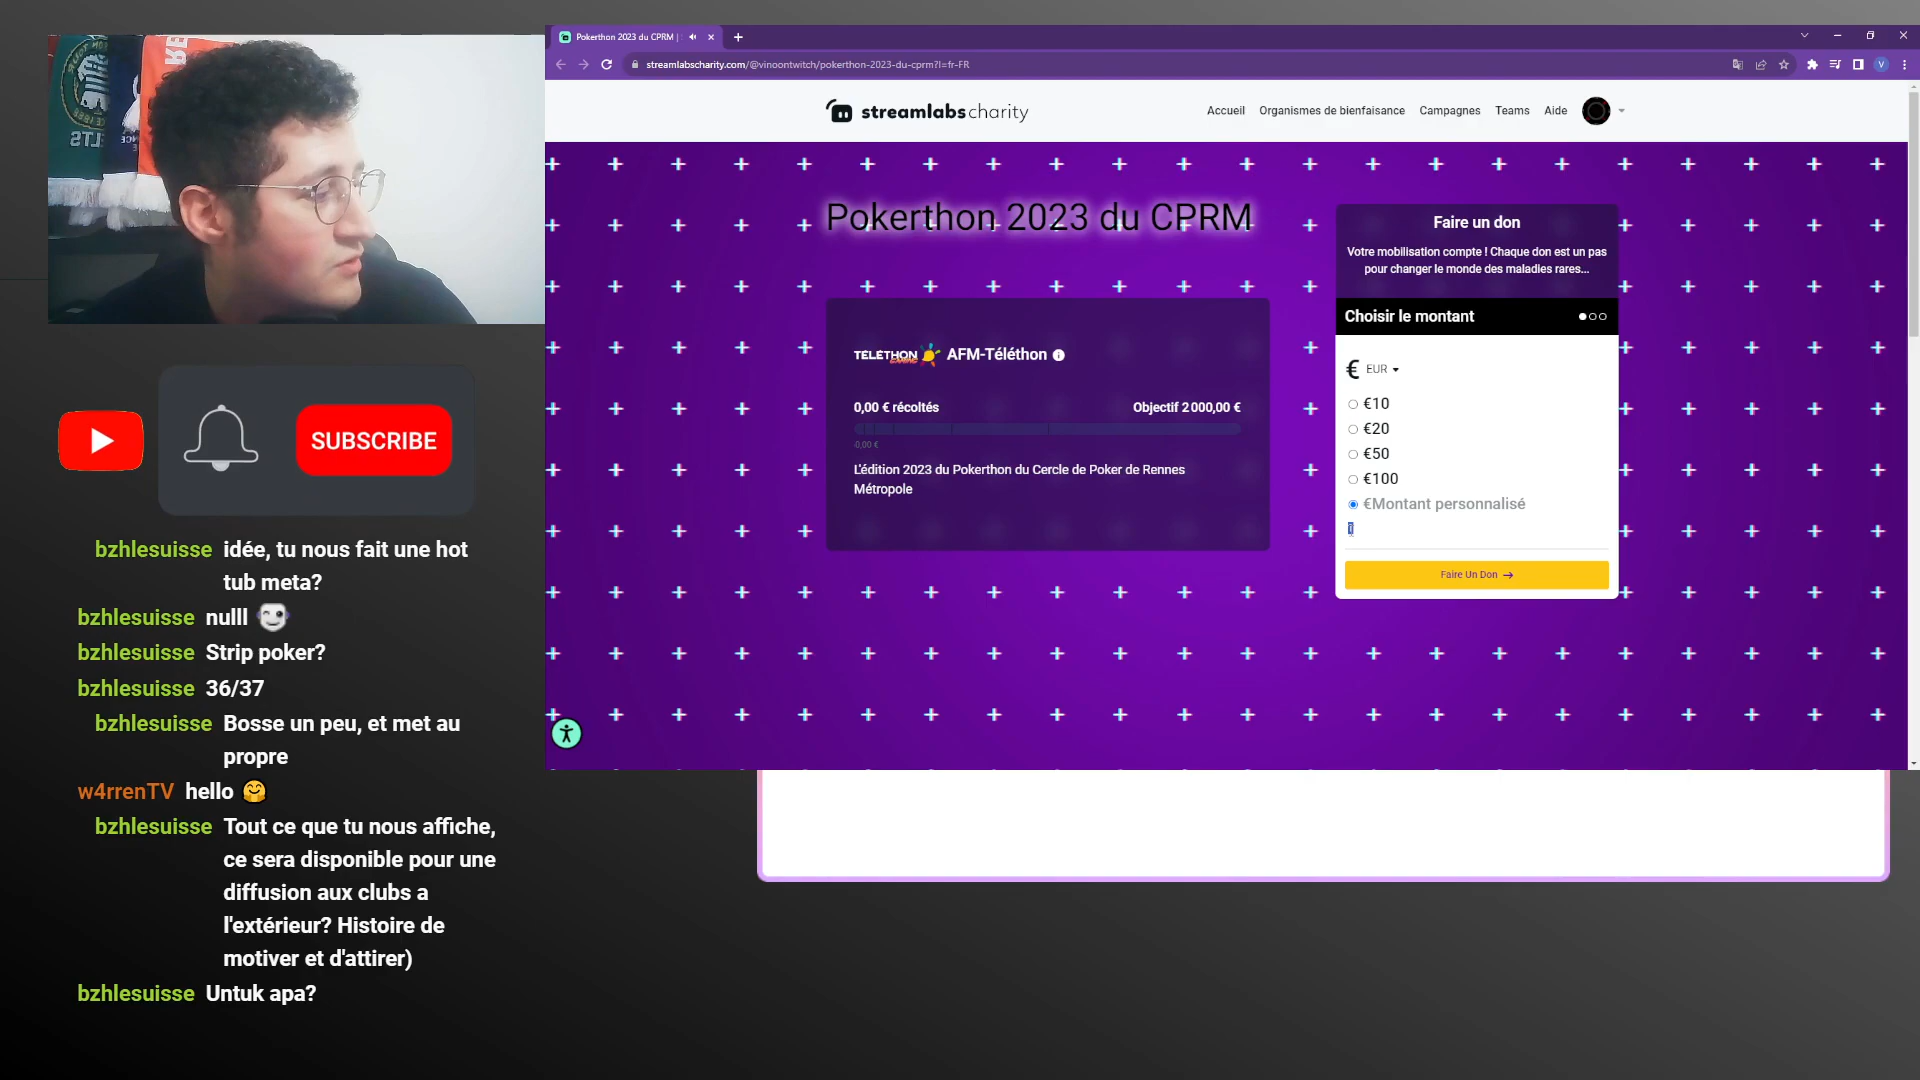 Pokerthon 2023 du CPRM |
streamlabscharity.com/@vinoontwitch/pokerthon-2023-du-cprm?l=fr-FR
V
streamlabs charity
Accueil Organismes de bienfaisance Campagnes Teams Aide
Pokerthon 2023 du CPRM
TÉLÉTHON AFM-Téléthon
0,00 € récoltés Objectif 2 000,00 €
0,00 €
L'édition 2023 du Pokerthon du Cercle de Poker de Rennes
Métropole
Faire un don
Votre mobilisation compte ! Chaque don est un pas
pour changer le monde des maladies rares...
Choisir le montant
€ EUR
€10
€20
€50
€100
€Montant personnalisé
1
Faire Un Don →
SUBSCRIBE
bzhlesuisse idée, tu nous fait une hot
tub meta?
bzhlesuisse nulll
bzhlesuisse Strip poker?
bzhlesuisse 36/37
bzhlesuisse Bosse un peu, et met au
propre
w4rrenTV hello 🤗
bzhlesuisse Tout ce que tu nous affiche,
ce sera disponible pour une
diffusion aux clubs a
l'extérieur? Histoire de
motiver et d'attirer)
bzhlesuisse Untuk apa?